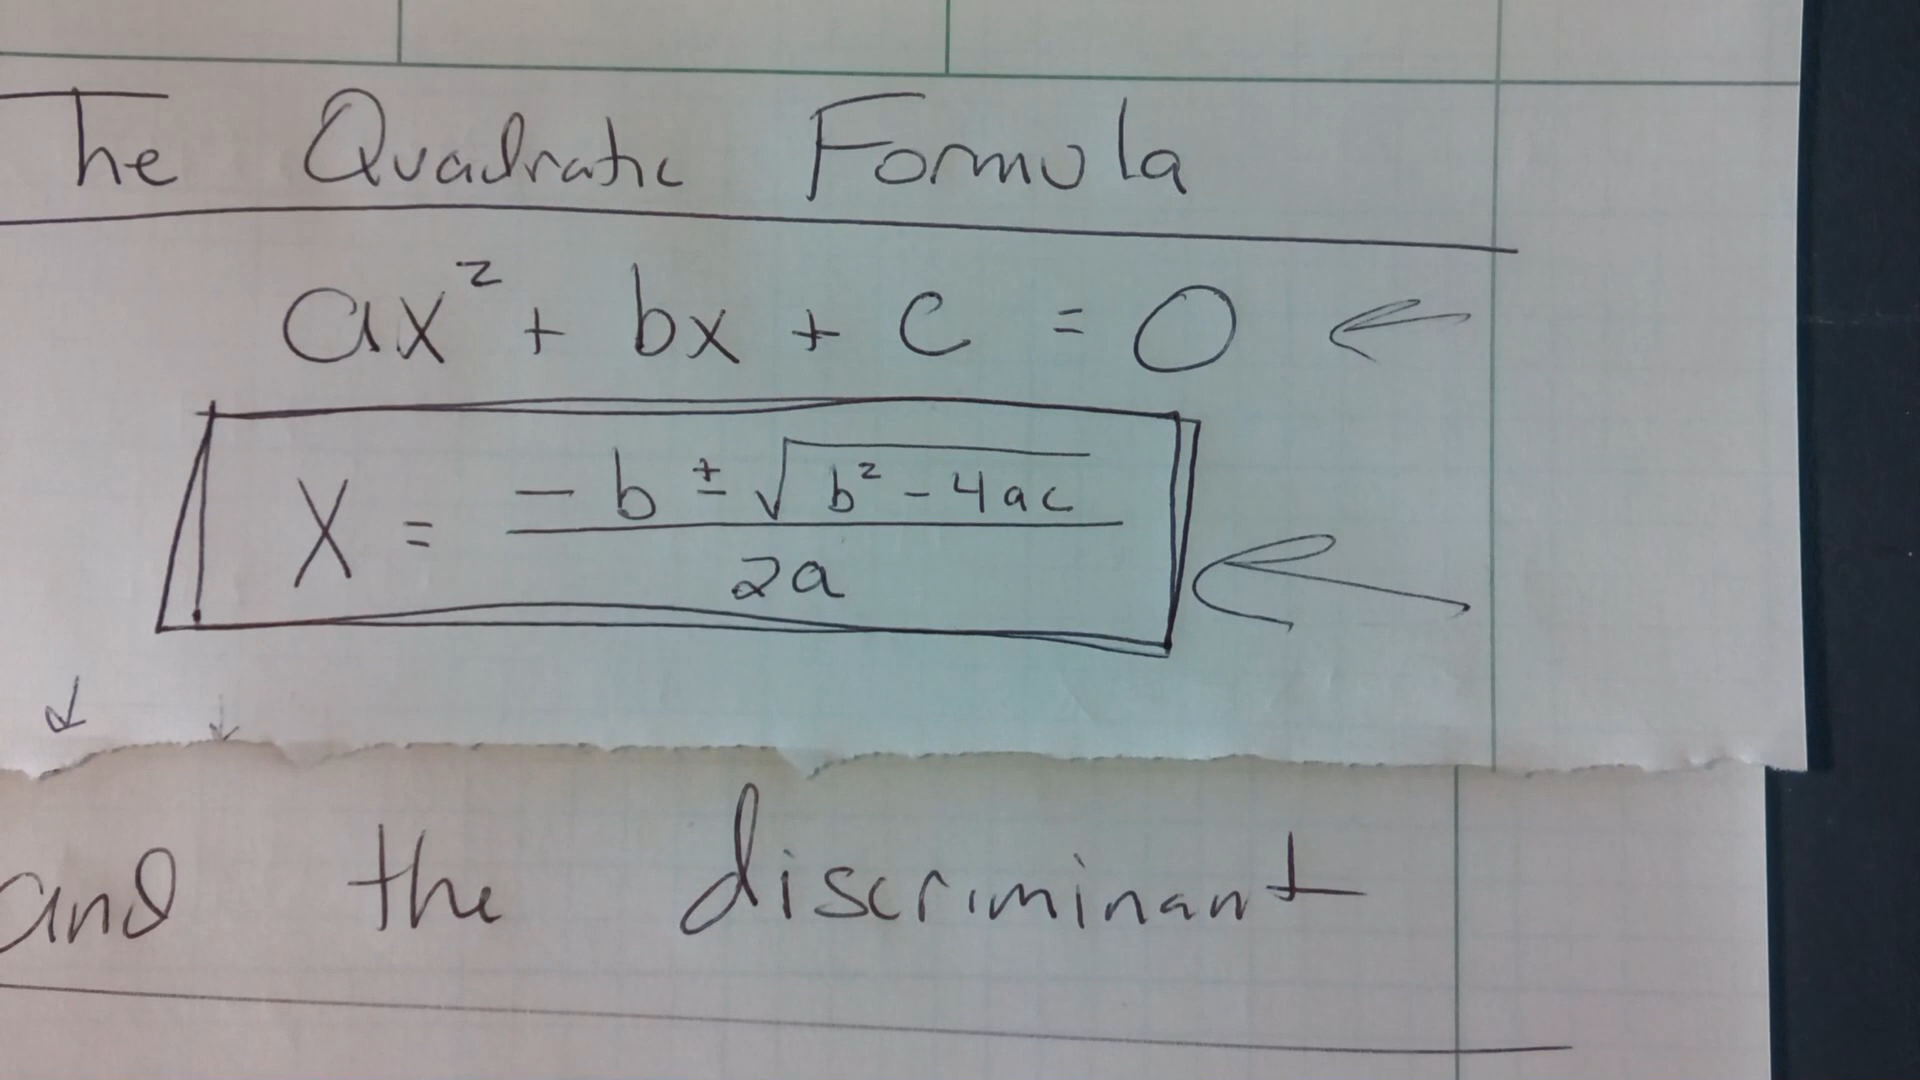 The Quadratic Formula
ax² + bx + c = 0 ←
x = (-b ± √(b² - 4ac)) / 2a ←
and the discriminant